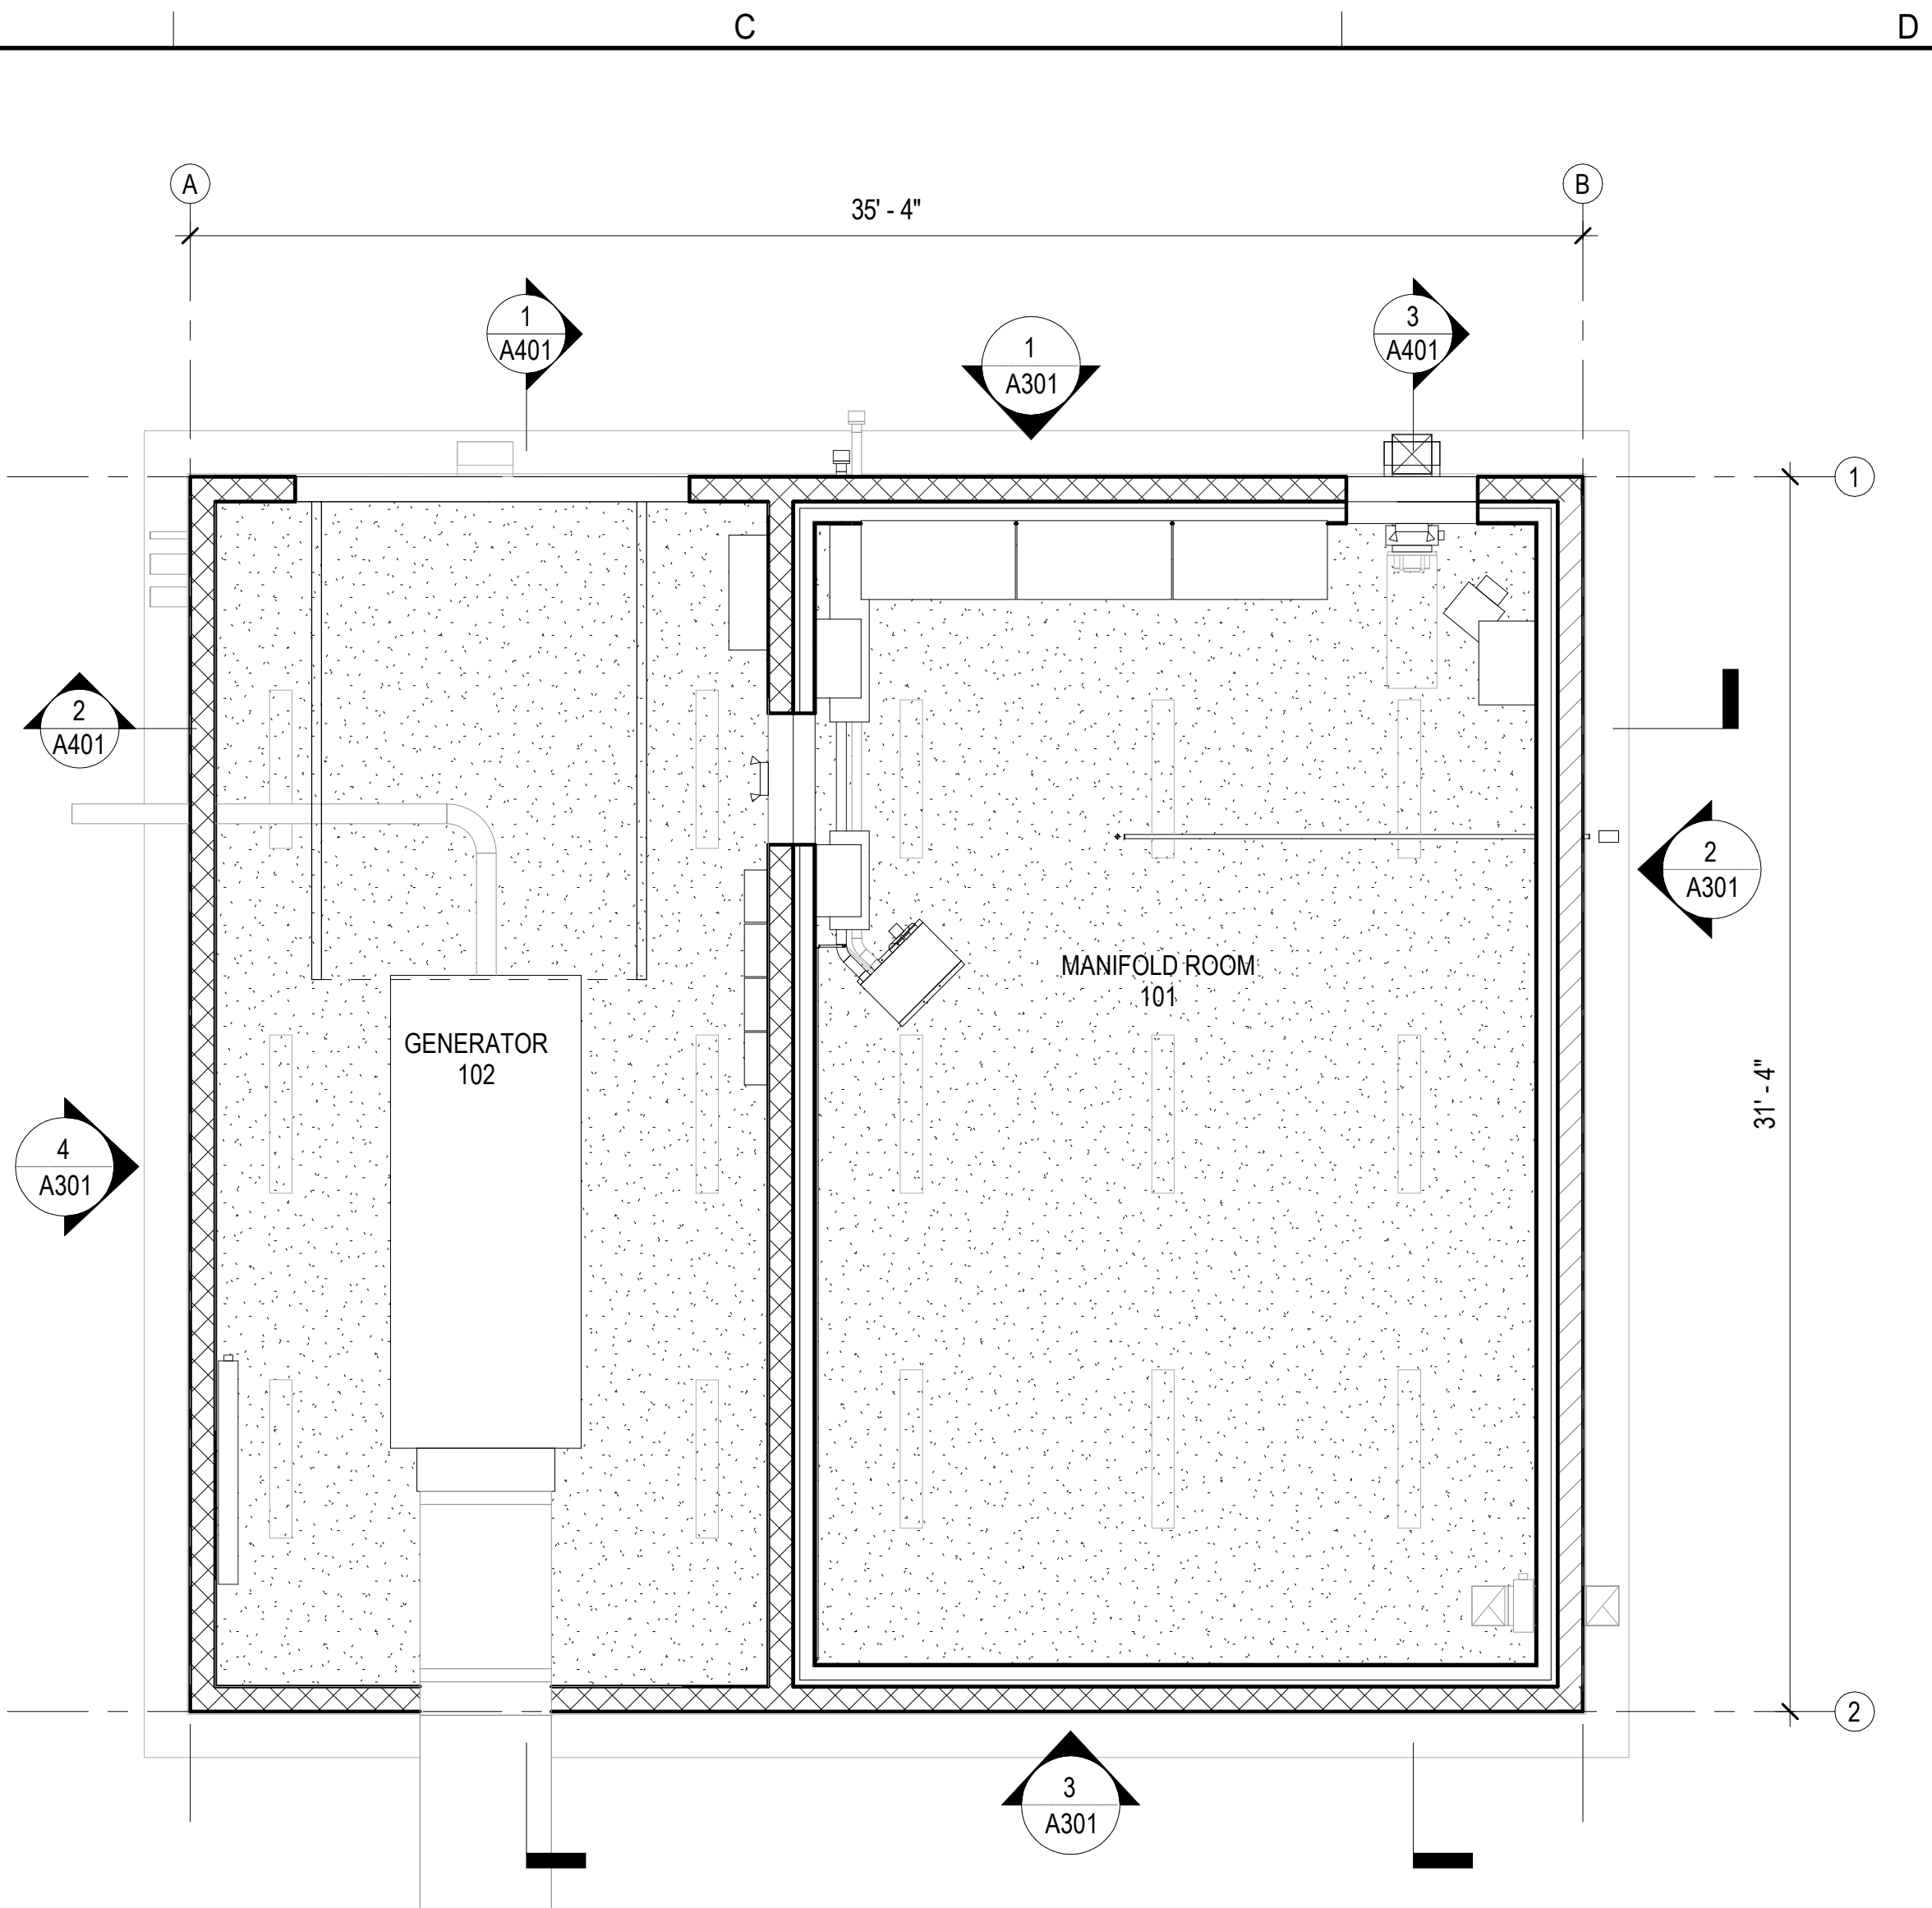 C
D
A
B
35' - 4"
1
A401
1
A301
3
A401
1
2
A401
2
A301
MANIFOLD ROOM
101
GENERATOR
102
31' - 4"
4
A301
2
3
A301